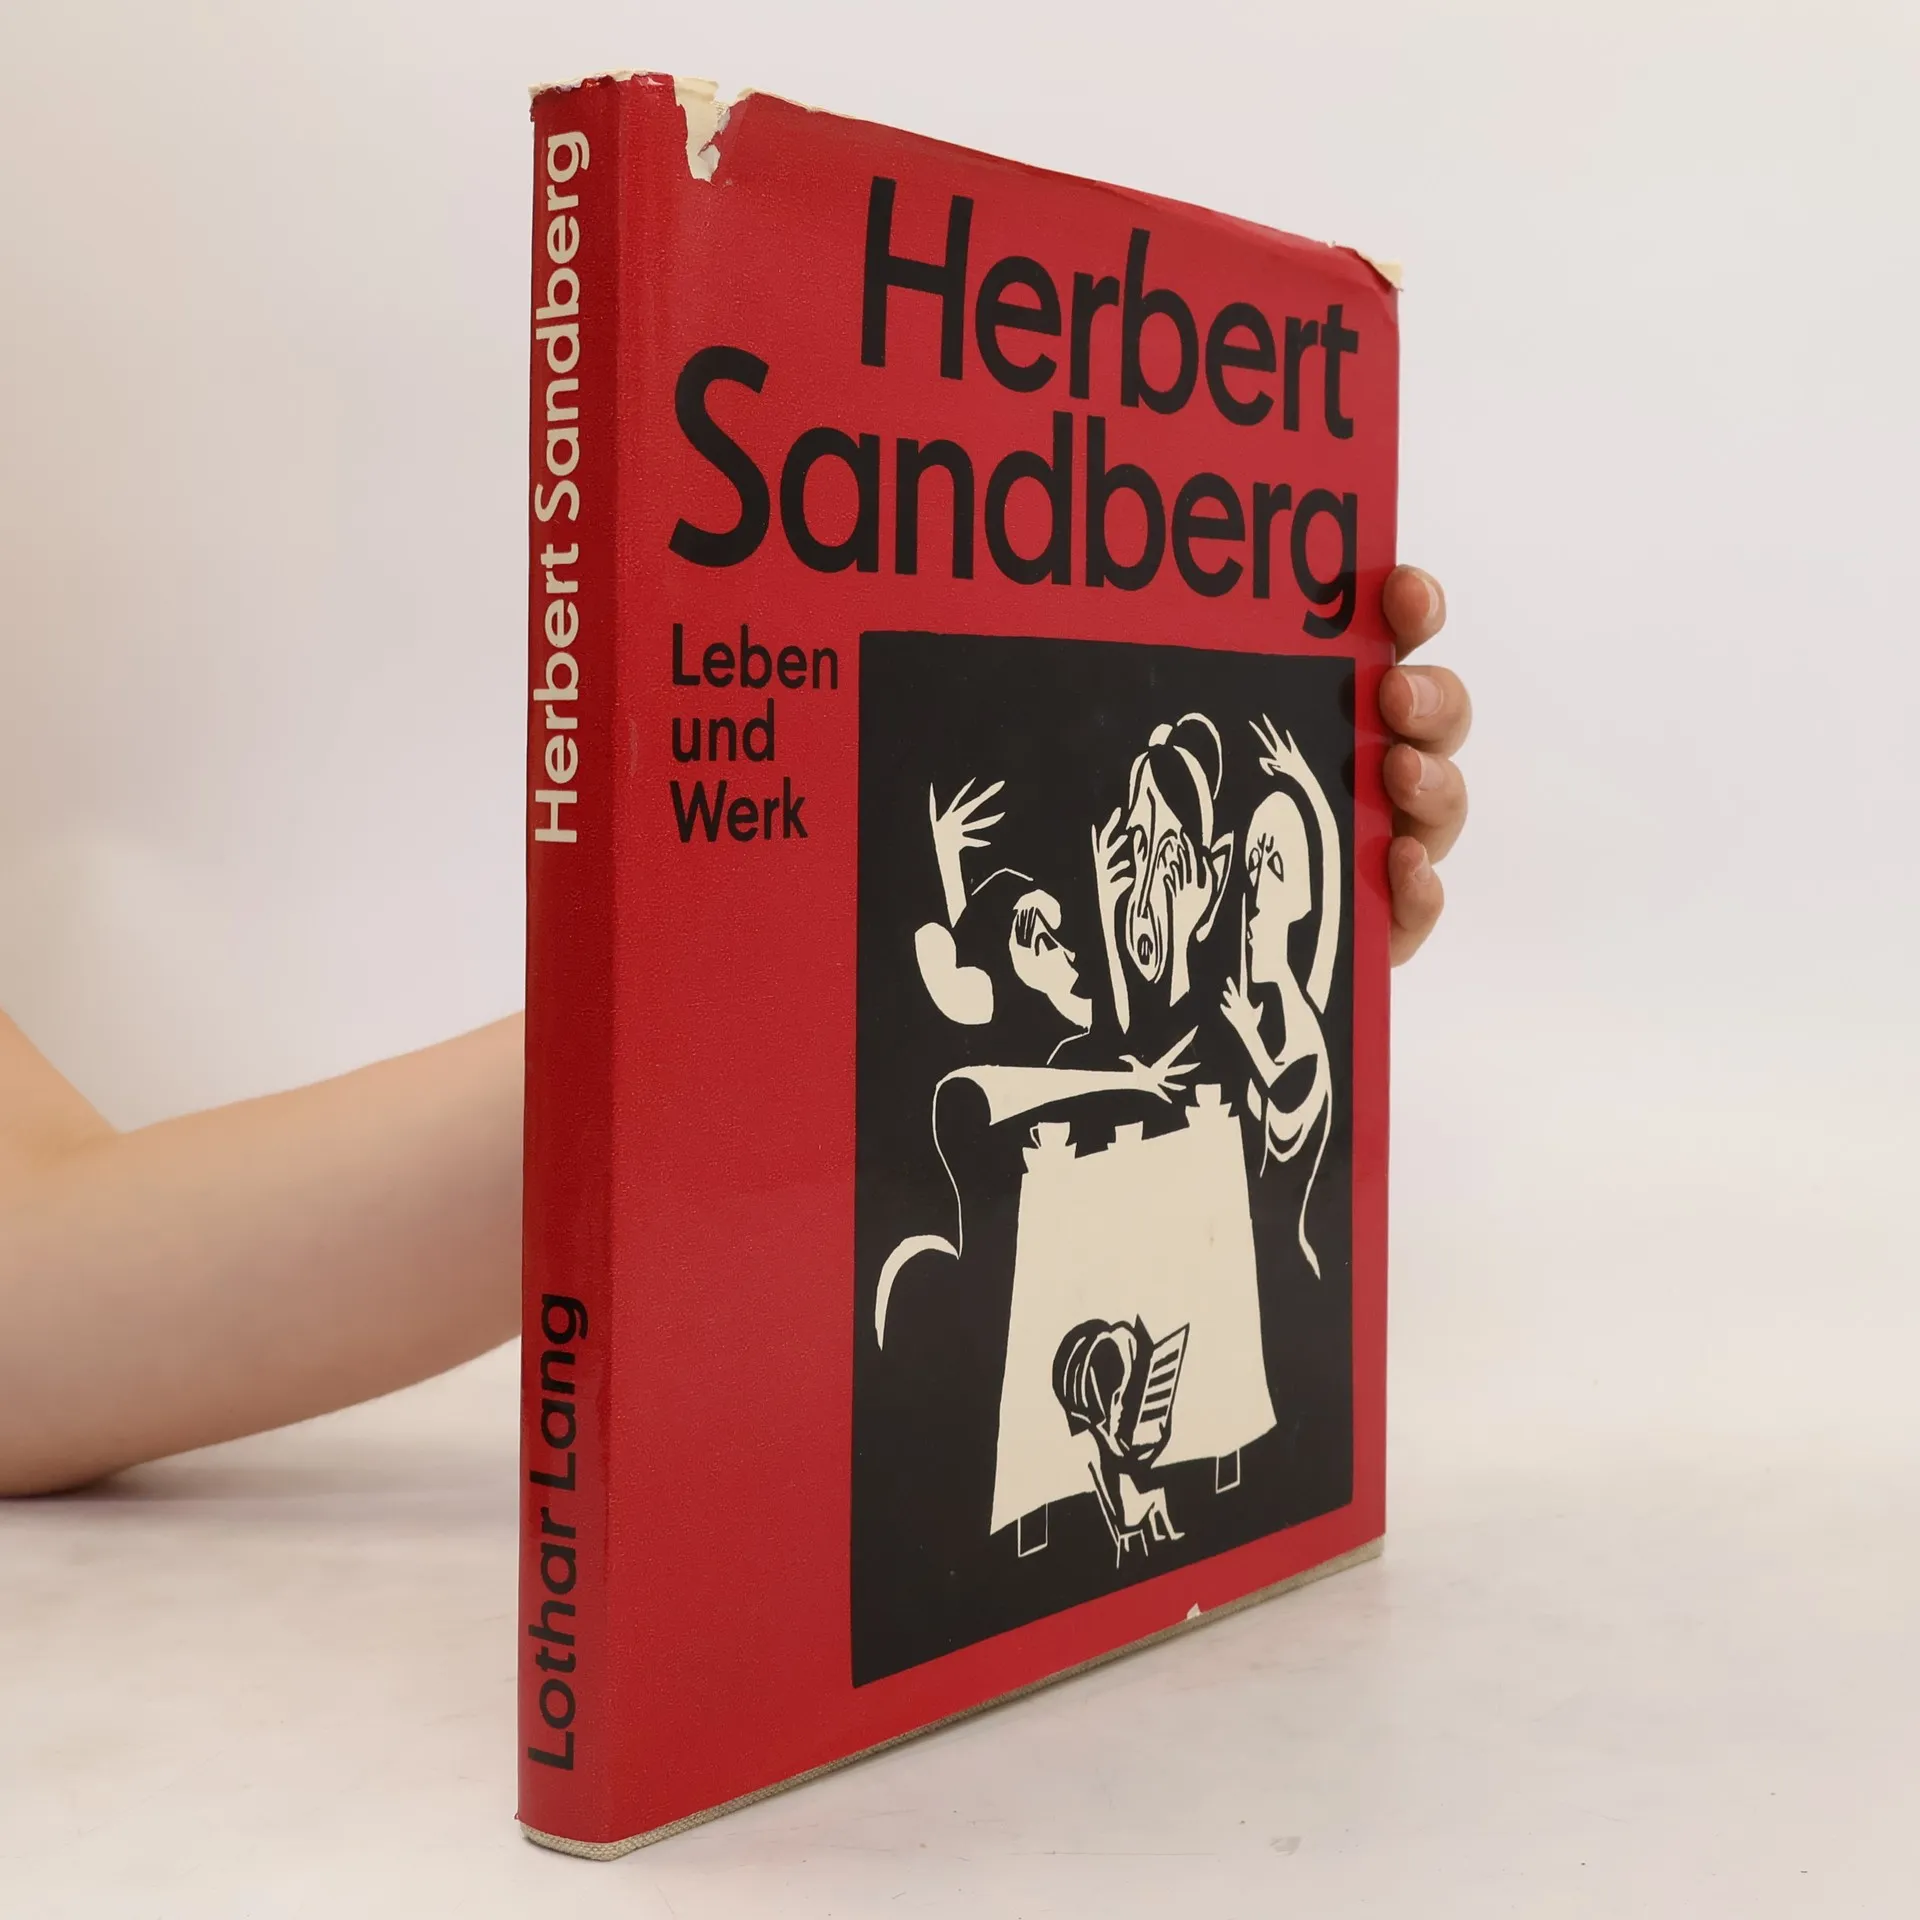 Herbert Sandberg
Lothar Lang
Herbert
Sandberg
Leben
und
Werk